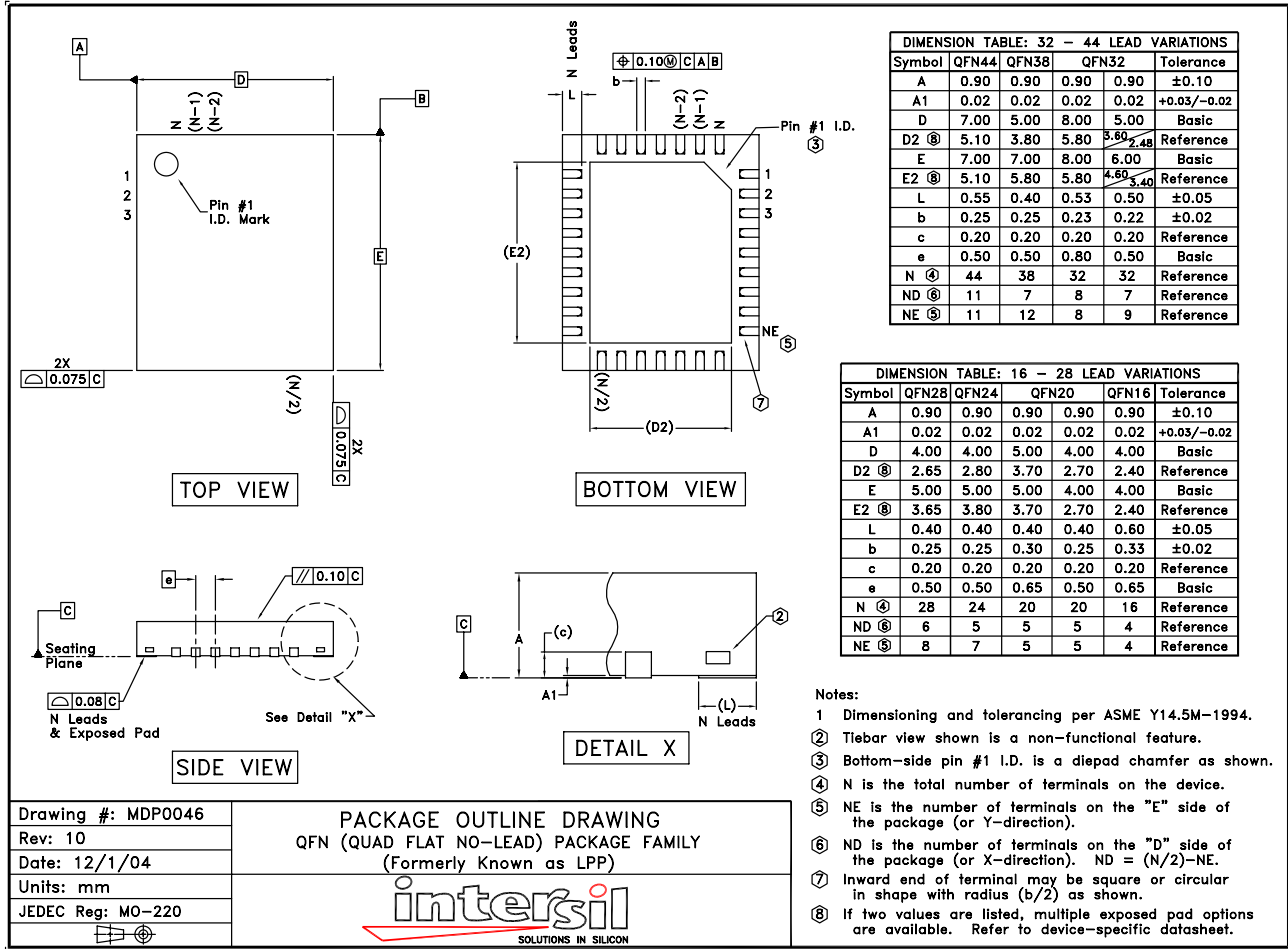 A
D
N
(N-1)
(N-2)
B
1
2
3
Pin #1
I.D. Mark
E
2X
⌓ 0.075 C
(N/2)
2X
⌓ 0.075 C
TOP VIEW
N Leads
L
⌖ 0.10Ⓜ C A B
b
(N-2)
(N-1)
N
Pin #1 I.D.
3
1
2
3
(E2)
NE
5
(N/2)
7
(D2)
BOTTOM VIEW
e
// 0.10 C
C
Seating
Plane
⌓ 0.08 C
N Leads
& Exposed Pad
See Detail "X"
SIDE VIEW
C
A
(c)
2
A1
(L)
N Leads
DETAIL X
DIMENSION TABLE: 32 - 44 LEAD VARIATIONS
Symbol QFN44 QFN38 QFN32 Tolerance
A 0.90 0.90 0.90 0.90 ±0.10
A1 0.02 0.02 0.02 0.02 +0.03/-0.02
D 7.00 5.00 8.00 5.00 Basic
D2 8 5.10 3.80 5.80 3.60/2.48 Reference
E 7.00 7.00 8.00 6.00 Basic
E2 8 5.10 5.80 5.80 4.60/3.40 Reference
L 0.55 0.40 0.53 0.50 ±0.05
b 0.25 0.25 0.23 0.22 ±0.02
c 0.20 0.20 0.20 0.20 Reference
e 0.50 0.50 0.80 0.50 Basic
N 4 44 38 32 32 Reference
ND 6 11 7 8 7 Reference
NE 5 11 12 8 9 Reference
DIMENSION TABLE: 16 - 28 LEAD VARIATIONS
Symbol QFN28 QFN24 QFN20 QFN16 Tolerance
A 0.90 0.90 0.90 0.90 0.90 ±0.10
A1 0.02 0.02 0.02 0.02 0.02 +0.03/-0.02
D 4.00 4.00 5.00 4.00 4.00 Basic
D2 8 2.65 2.80 3.70 2.70 2.40 Reference
E 5.00 5.00 5.00 4.00 4.00 Basic
E2 8 3.65 3.80 3.70 2.70 2.40 Reference
L 0.40 0.40 0.40 0.40 0.60 ±0.05
b 0.25 0.25 0.30 0.25 0.33 ±0.02
c 0.20 0.20 0.20 0.20 0.20 Reference
e 0.50 0.50 0.65 0.50 0.65 Basic
N 4 28 24 20 20 16 Reference
ND 6 6 5 5 5 4 Reference
NE 5 8 7 5 5 4 Reference
Notes:
1 Dimensioning and tolerancing per ASME Y14.5M-1994.
2 Tiebar view shown is a non-functional feature.
3 Bottom-side pin #1 I.D. is a diepad chamfer as shown.
4 N is the total number of terminals on the device.
5 NE is the number of terminals on the "E" side of
the package (or Y-direction).
6 ND is the number of terminals on the "D" side of
the package (or X-direction). ND = (N/2)-NE.
7 Inward end of terminal may be square or circular
in shape with radius (b/2) as shown.
8 If two values are listed, multiple exposed pad options
are available. Refer to device-specific datasheet.
Drawing #: MDP0046
Rev: 10
Date: 12/1/04
Units: mm
JEDEC Reg: MO-220
PACKAGE OUTLINE DRAWING
QFN (QUAD FLAT NO-LEAD) PACKAGE FAMILY
(Formerly Known as LPP)
intersil
SOLUTIONS IN SILICON